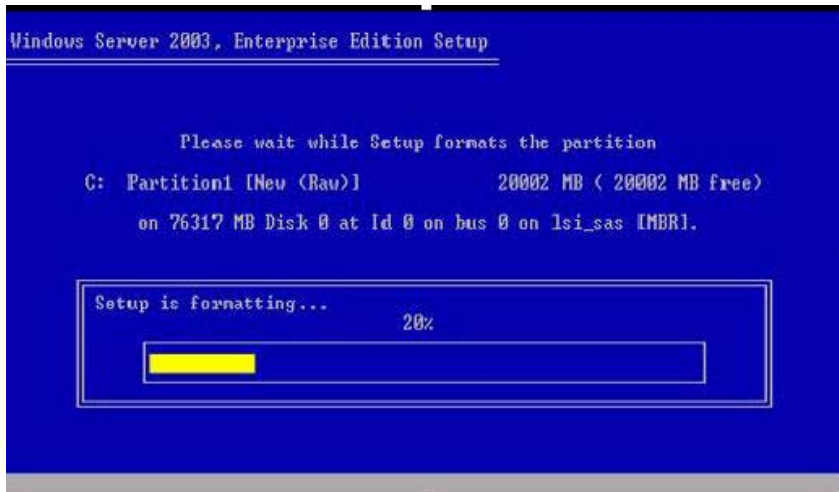 Windows Server 2003, Enterprise Edition Setup
Please wait while Setup formats the partition
C: Partition1 [New (Raw)] 20002 MB ( 20002 MB free)
on 76317 MB Disk 0 at Id 0 on bus 0 on lsi_sas [MBR].
Setup is formatting...
20%